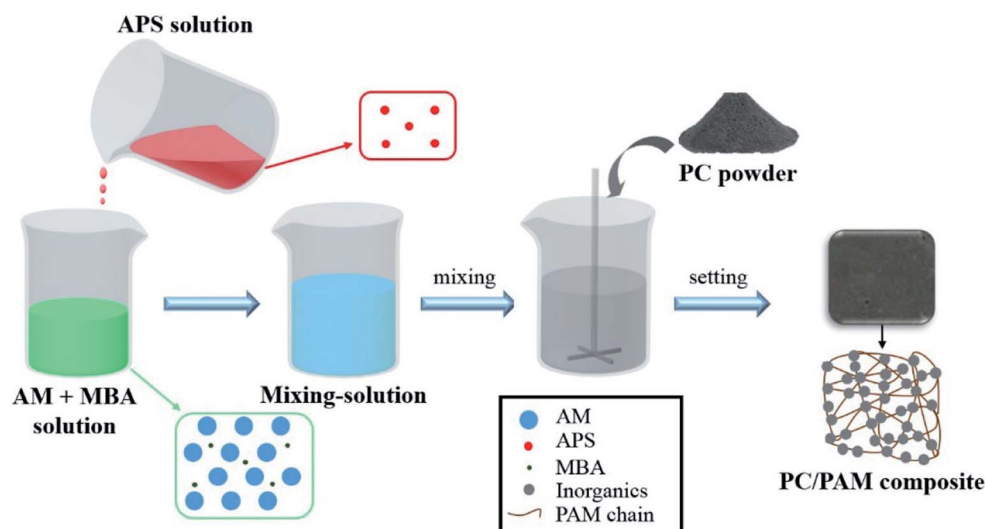 APS solution
PC powder
mixing
setting
AM + MBA
solution
Mixing-solution
AM
APS
MBA
Inorganics
PAM chain
PC/PAM composite